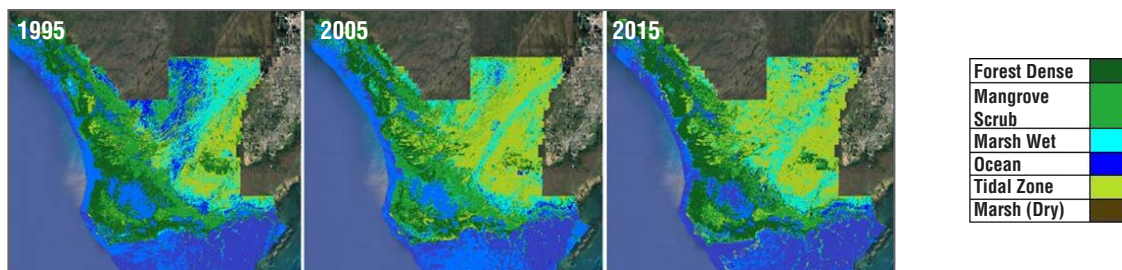 1995
2005
2015
Forest Dense
Mangrove
Scrub
Marsh Wet
Ocean
Tidal Zone
Marsh (Dry)